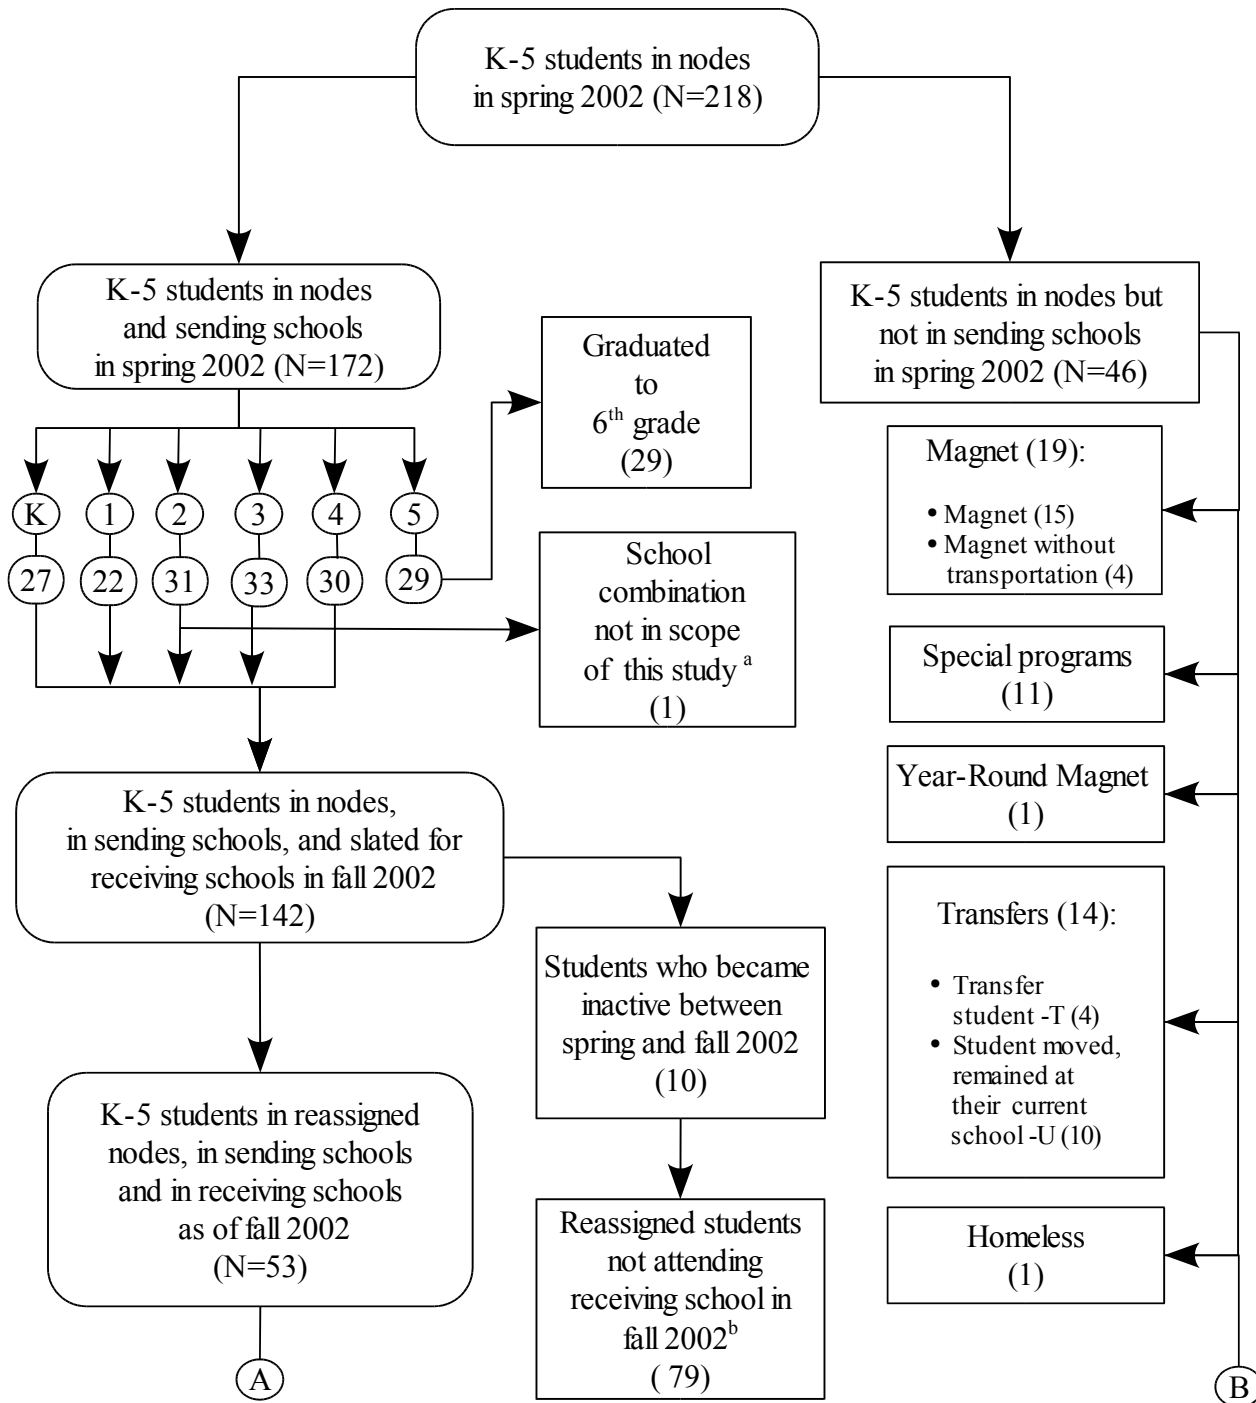 K-5 students in nodes
in spring 2002 (N=218)
K-5 students in nodes
and sending schools
in spring 2002 (N=172)
K-5 students in nodes but
not in sending schools
in spring 2002 (N=46)
Graduated
to
6th grade
(29)
K 1 2 3 4 5
27 22 31 33 30 29
School
combination
not in scope
of this study a
(1)
Magnet (19):
• Magnet (15)
• Magnet without
transportation (4)
Special programs
(11)
Year-Round Magnet
(1)
K-5 students in nodes,
in sending schools, and slated for
receiving schools in fall 2002
(N=142)
Transfers (14):
• Transfer
student -T (4)
• Student moved,
remained at
their current
school -U (10)
Students who became
inactive between
spring and fall 2002
(10)
K-5 students in reassigned
nodes, in sending schools
and in receiving schools
as of fall 2002
(N=53)
Reassigned students
not attending
receiving school in
fall 2002b
( 79)
Homeless
(1)
A
B